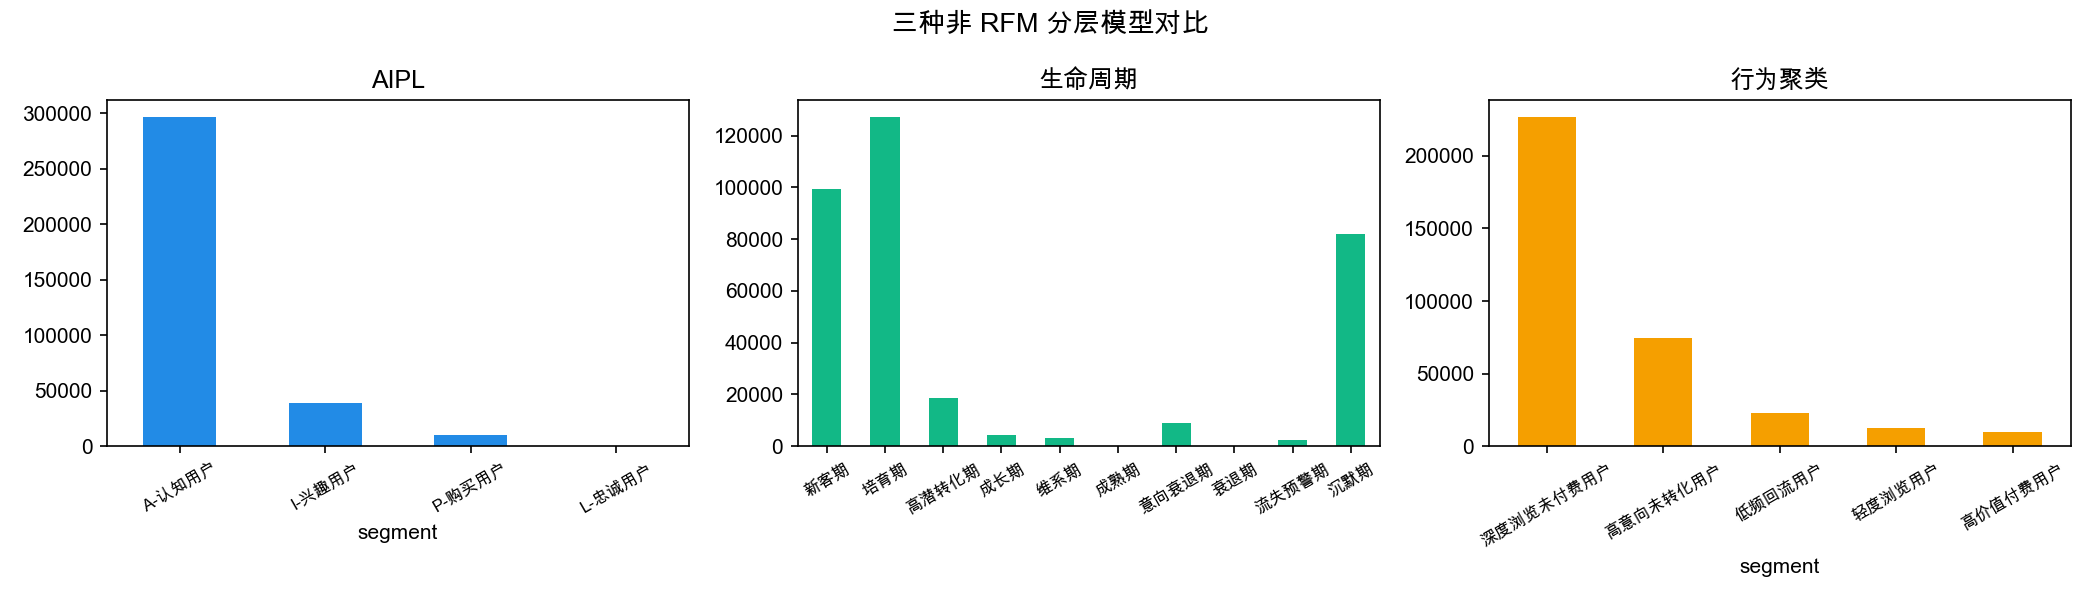 三种非 RFM 分层模型对比
AIPL
300000
250000
200000
150000
100000
50000
0
A-认知用户
I-兴趣用户
P-购买用户
L-忠诚用户
segment
生命周期
120000
100000
80000
60000
40000
20000
0
新客期
培育期
高潜转化期
成长期
维系期
成熟期
意向衰退期
衰退期
流失预警期
沉默期
行为聚类
200000
150000
100000
50000
0
深度浏览未付费用户
高意向未转化用户
低频回流用户
轻度浏览用户
高价值付费用户
segment